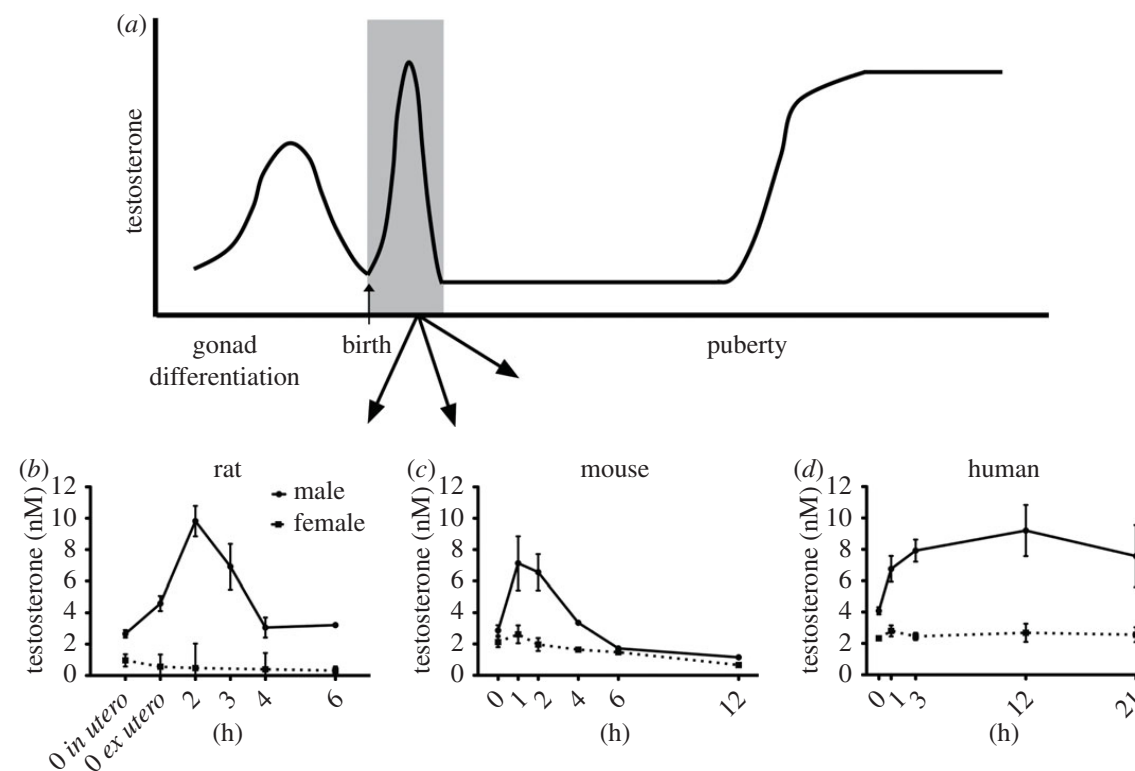 (a)
testosterone
gonad
differentiation
birth
puberty
(b) rat
testosterone (nM)
12
10
8
6
4
2
0
male
female
0 in utero
0 ex utero
2
3
4
6
(h)
(c) mouse
testosterone (nM)
12
10
8
6
4
2
0
0
1
2
4
6
12
(h)
(d) human
testosterone (nM)
12
10
8
6
4
2
0
0
1
3
12
21
(h)